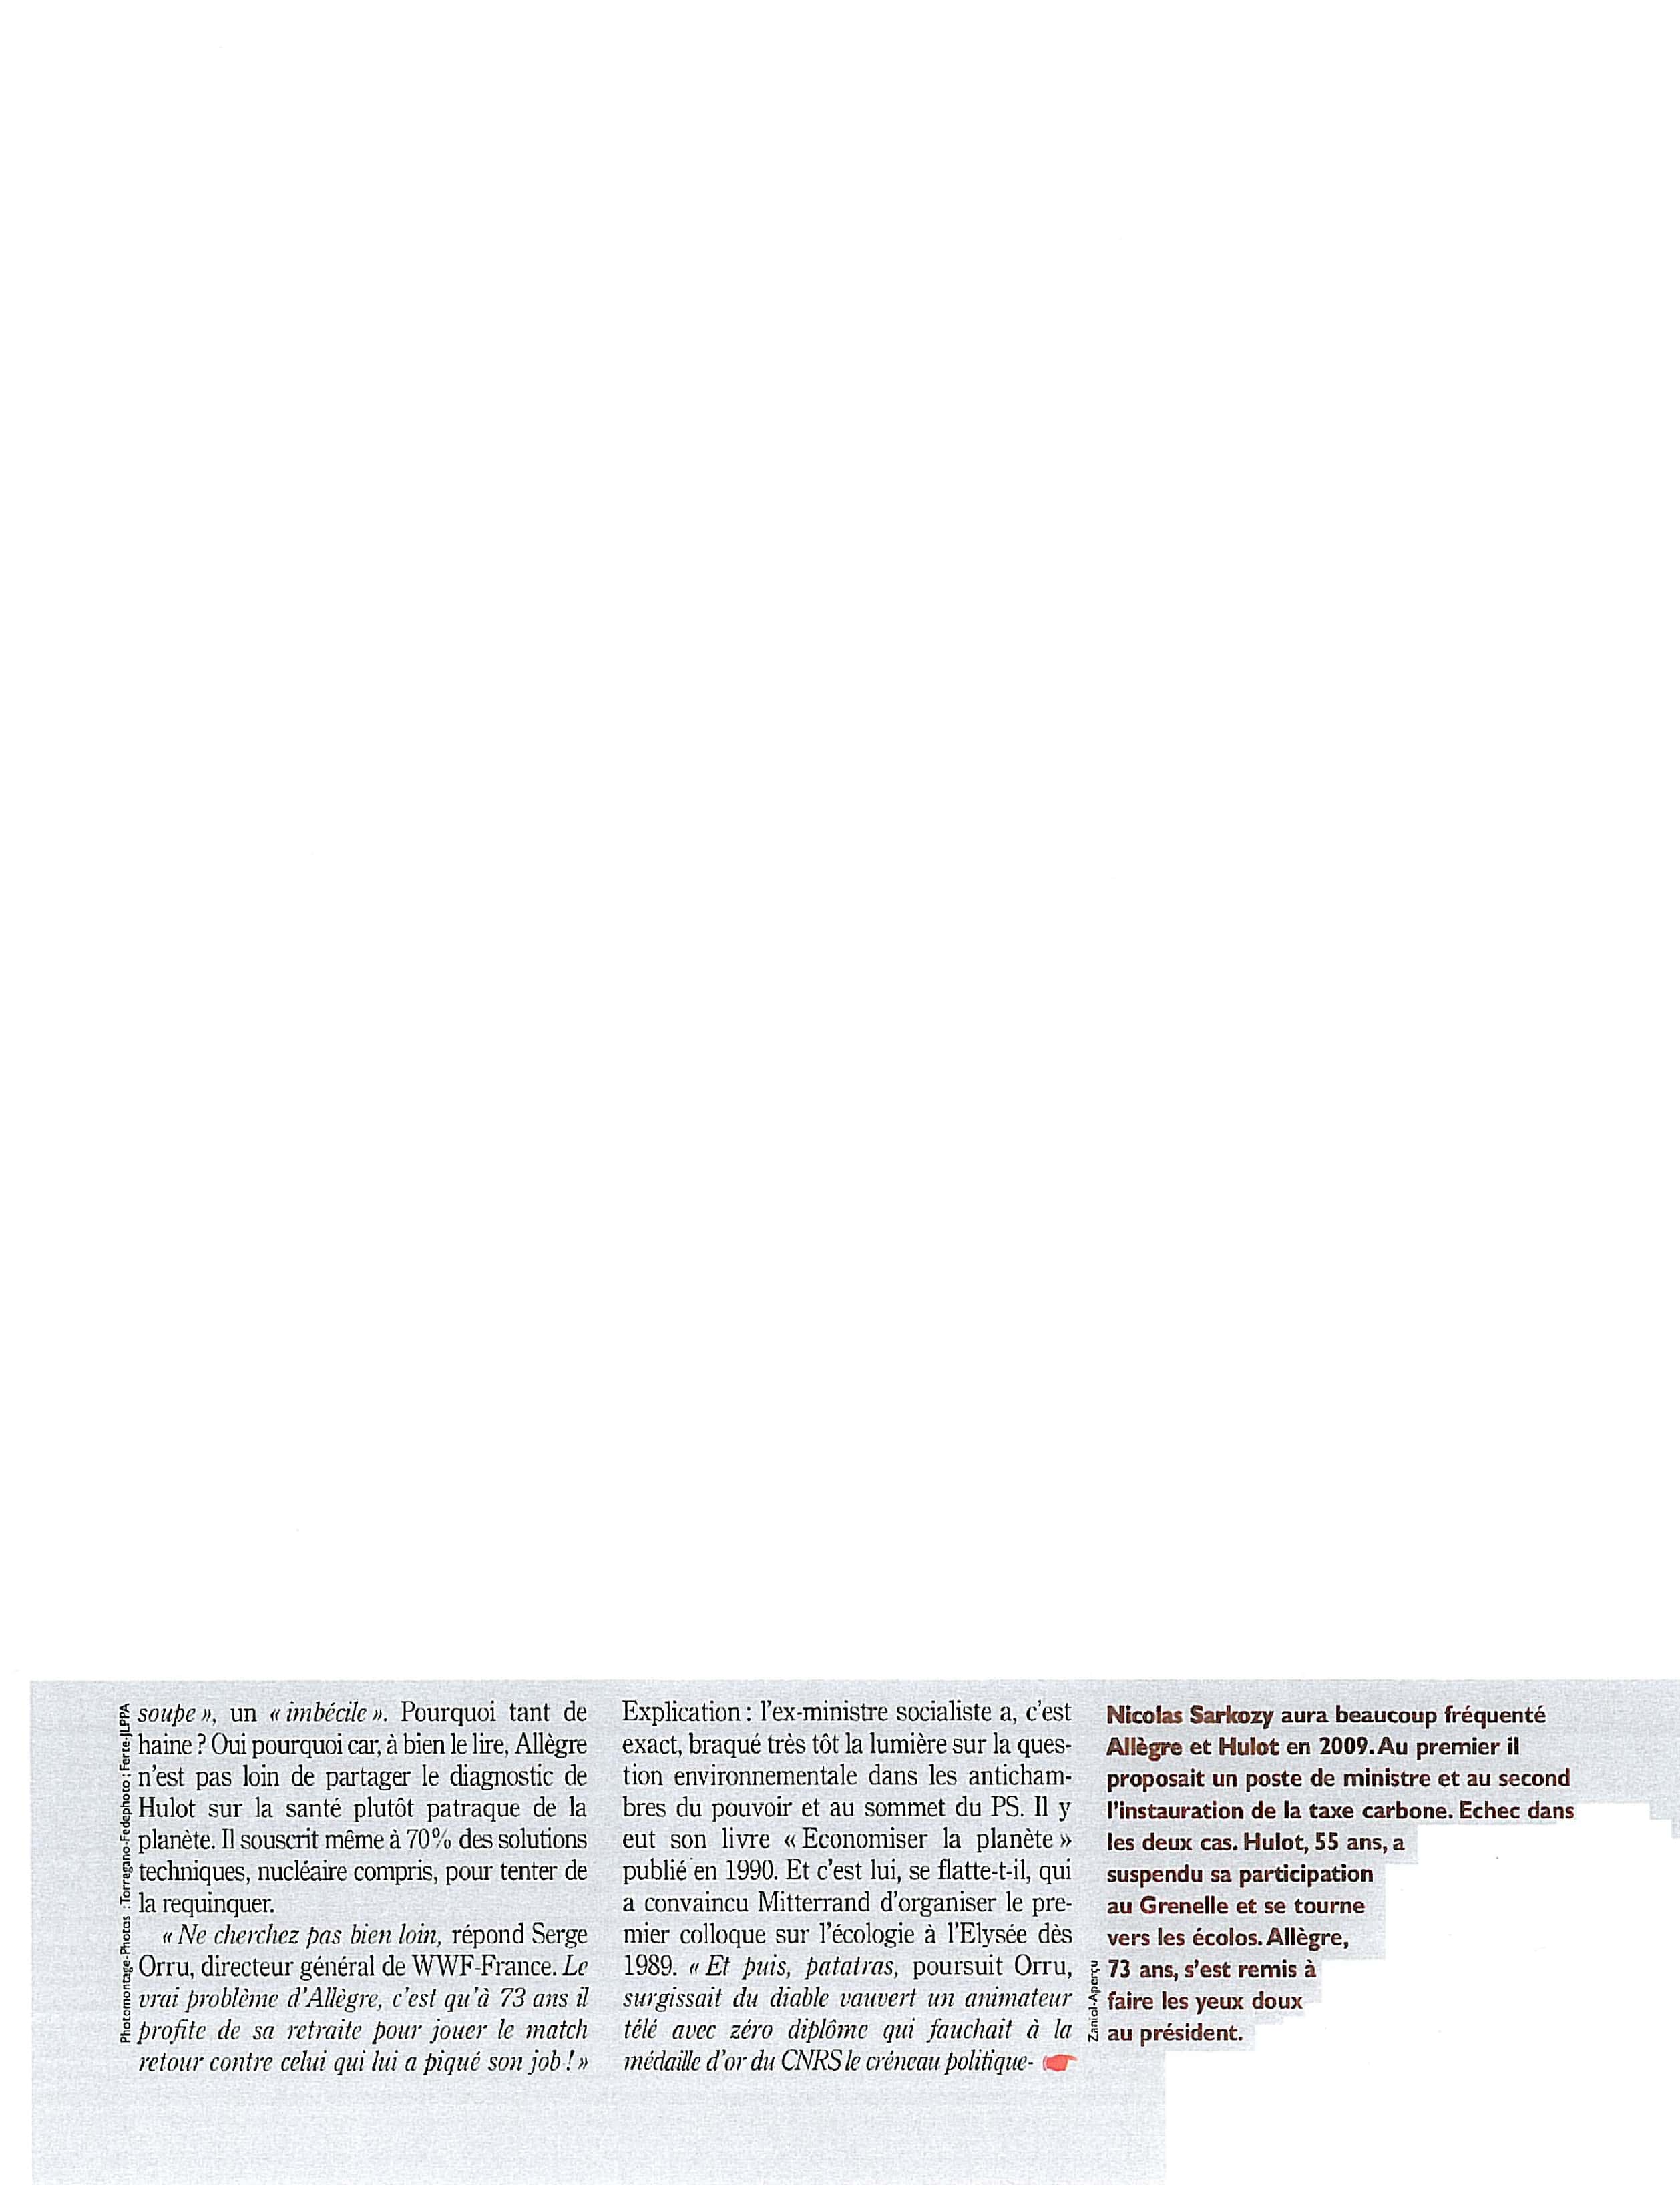 soupe », un « imbécile ». Pourquoi tant de
haine ? Oui pourquoi car, à bien le lire, Allègre
n'est pas loin de partager le diagnostic de
Hulot sur la santé plutôt patraque de la
planète. Il souscrit même à 70% des solutions
techniques, nucléaire compris, pour tenter de
la requinquer.
« Ne cherchez pas bien loin, répond Serge
Orru, directeur général de WWF-France. Le
vrai problème d'Allègre, c'est qu'à 73 ans il
profite de sa retraite pour jouer le match
retour contre celui qui lui a piqué son job ! »
Explication : l'ex-ministre socialiste a, c'est
exact, braqué très tôt la lumière sur la ques-
tion environnementale dans les anticham-
bres du pouvoir et au sommet du PS. Il y
eut son livre « Economiser la planète »
publié en 1990. Et c'est lui, se flatte-t-il, qui
a convaincu Mitterrand d'organiser le pre-
mier colloque sur l'écologie à l'Elysée dès
1989. « Et puis, patatras, poursuit Orru,
surgissait du diable vauvert un animateur
télé avec zéro diplôme qui fauchait à la
médaille d'or du CNRS le créneau politique-
Nicolas Sarkozy aura beaucoup fréquenté
Allègre et Hulot en 2009. Au premier il
proposait un poste de ministre et au second
l'instauration de la taxe carbone. Echec dans
les deux cas. Hulot, 55 ans, a
suspendu sa participation
au Grenelle et se tourne
vers les écolos. Allègre,
73 ans, s'est remis à
faire les yeux doux
au président.
Photomontage-Photos : Torregano-Fedephoto ; Ferte-JLPPA
Zaniol-Aperçu